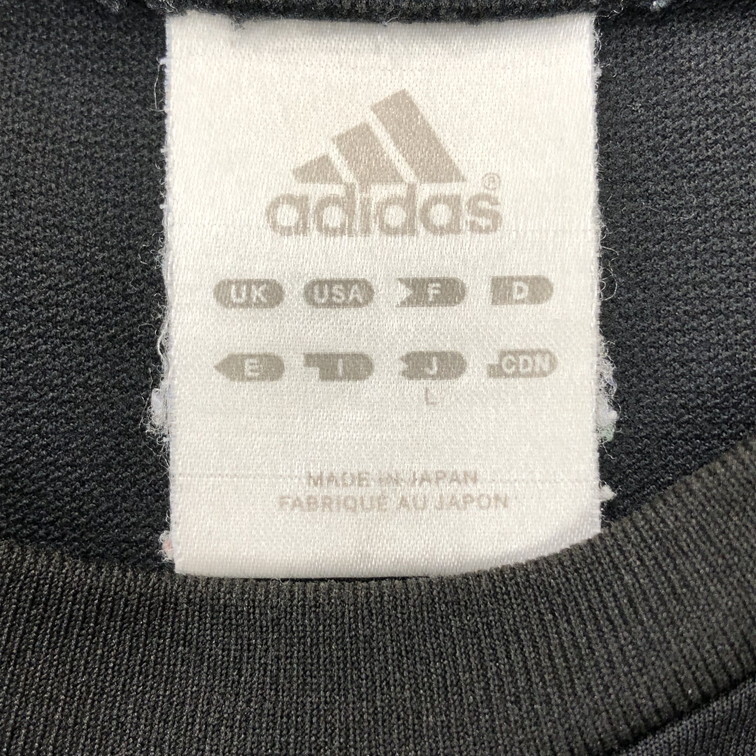 adidas®
UK USA F D
E I J CDN
L
MADE IN JAPAN
FABRIQUÉ AU JAPON